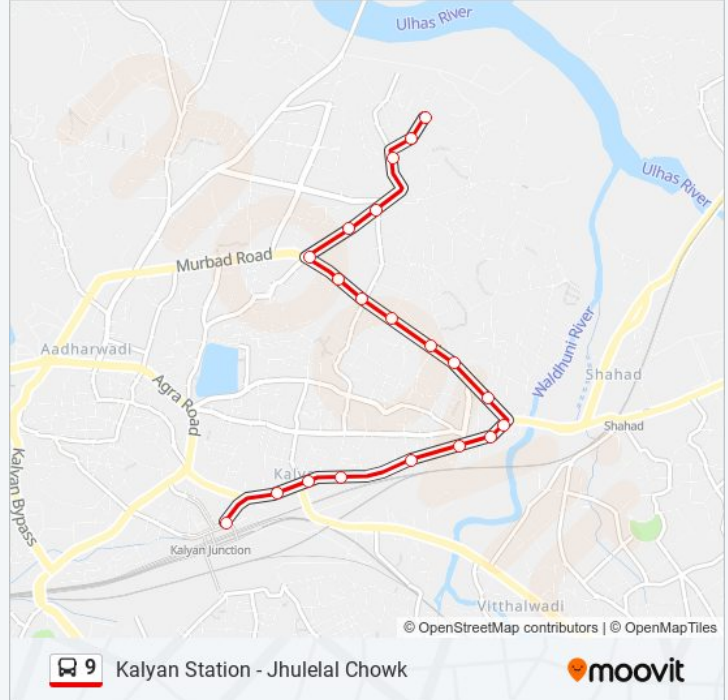 Ulhas River
Ulhas River
Murbad Road
Aadharwadi
Waldhuni River
Shahad
Agra Road
Shahad
Kalyan Bypass
Kalyan Junction
Vitthalwadi
© OpenStreetMap contributors | © OpenMapTiles
9 Kalyan Station - Jhulelal Chowk
moovit